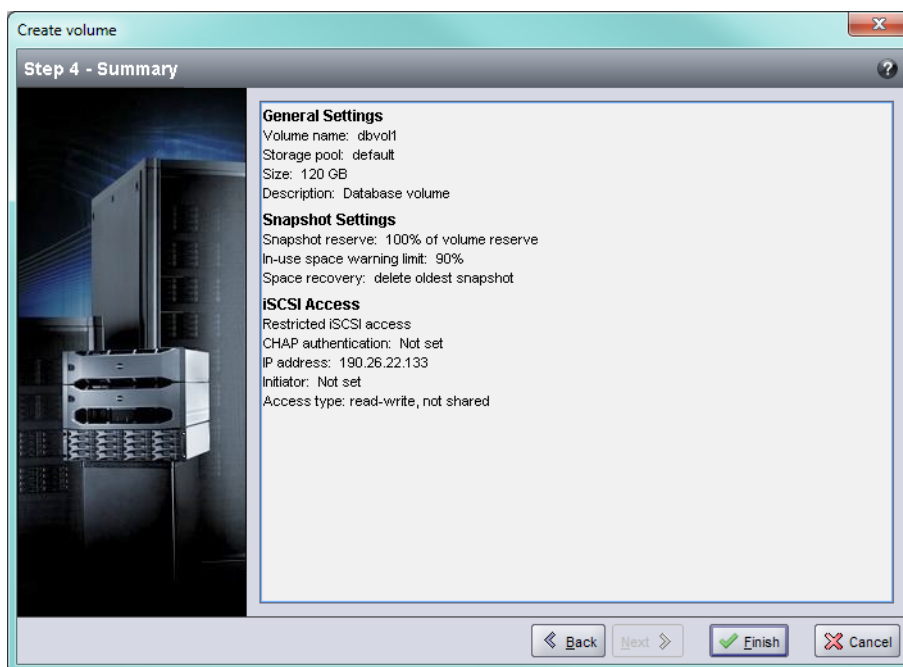 Create volume
Step 4 - Summary
?
General Settings
Volume name: dbvol1
Storage pool: default
Size: 120 GB
Description: Database volume
Snapshot Settings
Snapshot reserve: 100% of volume reserve
In-use space warning limit: 90%
Space recovery: delete oldest snapshot
iSCSI Access
Restricted iSCSI access
CHAP authentication: Not set
IP address: 190.26.22.133
Initiator: Not set
Access type: read-write, not shared
Back Next Finish Cancel